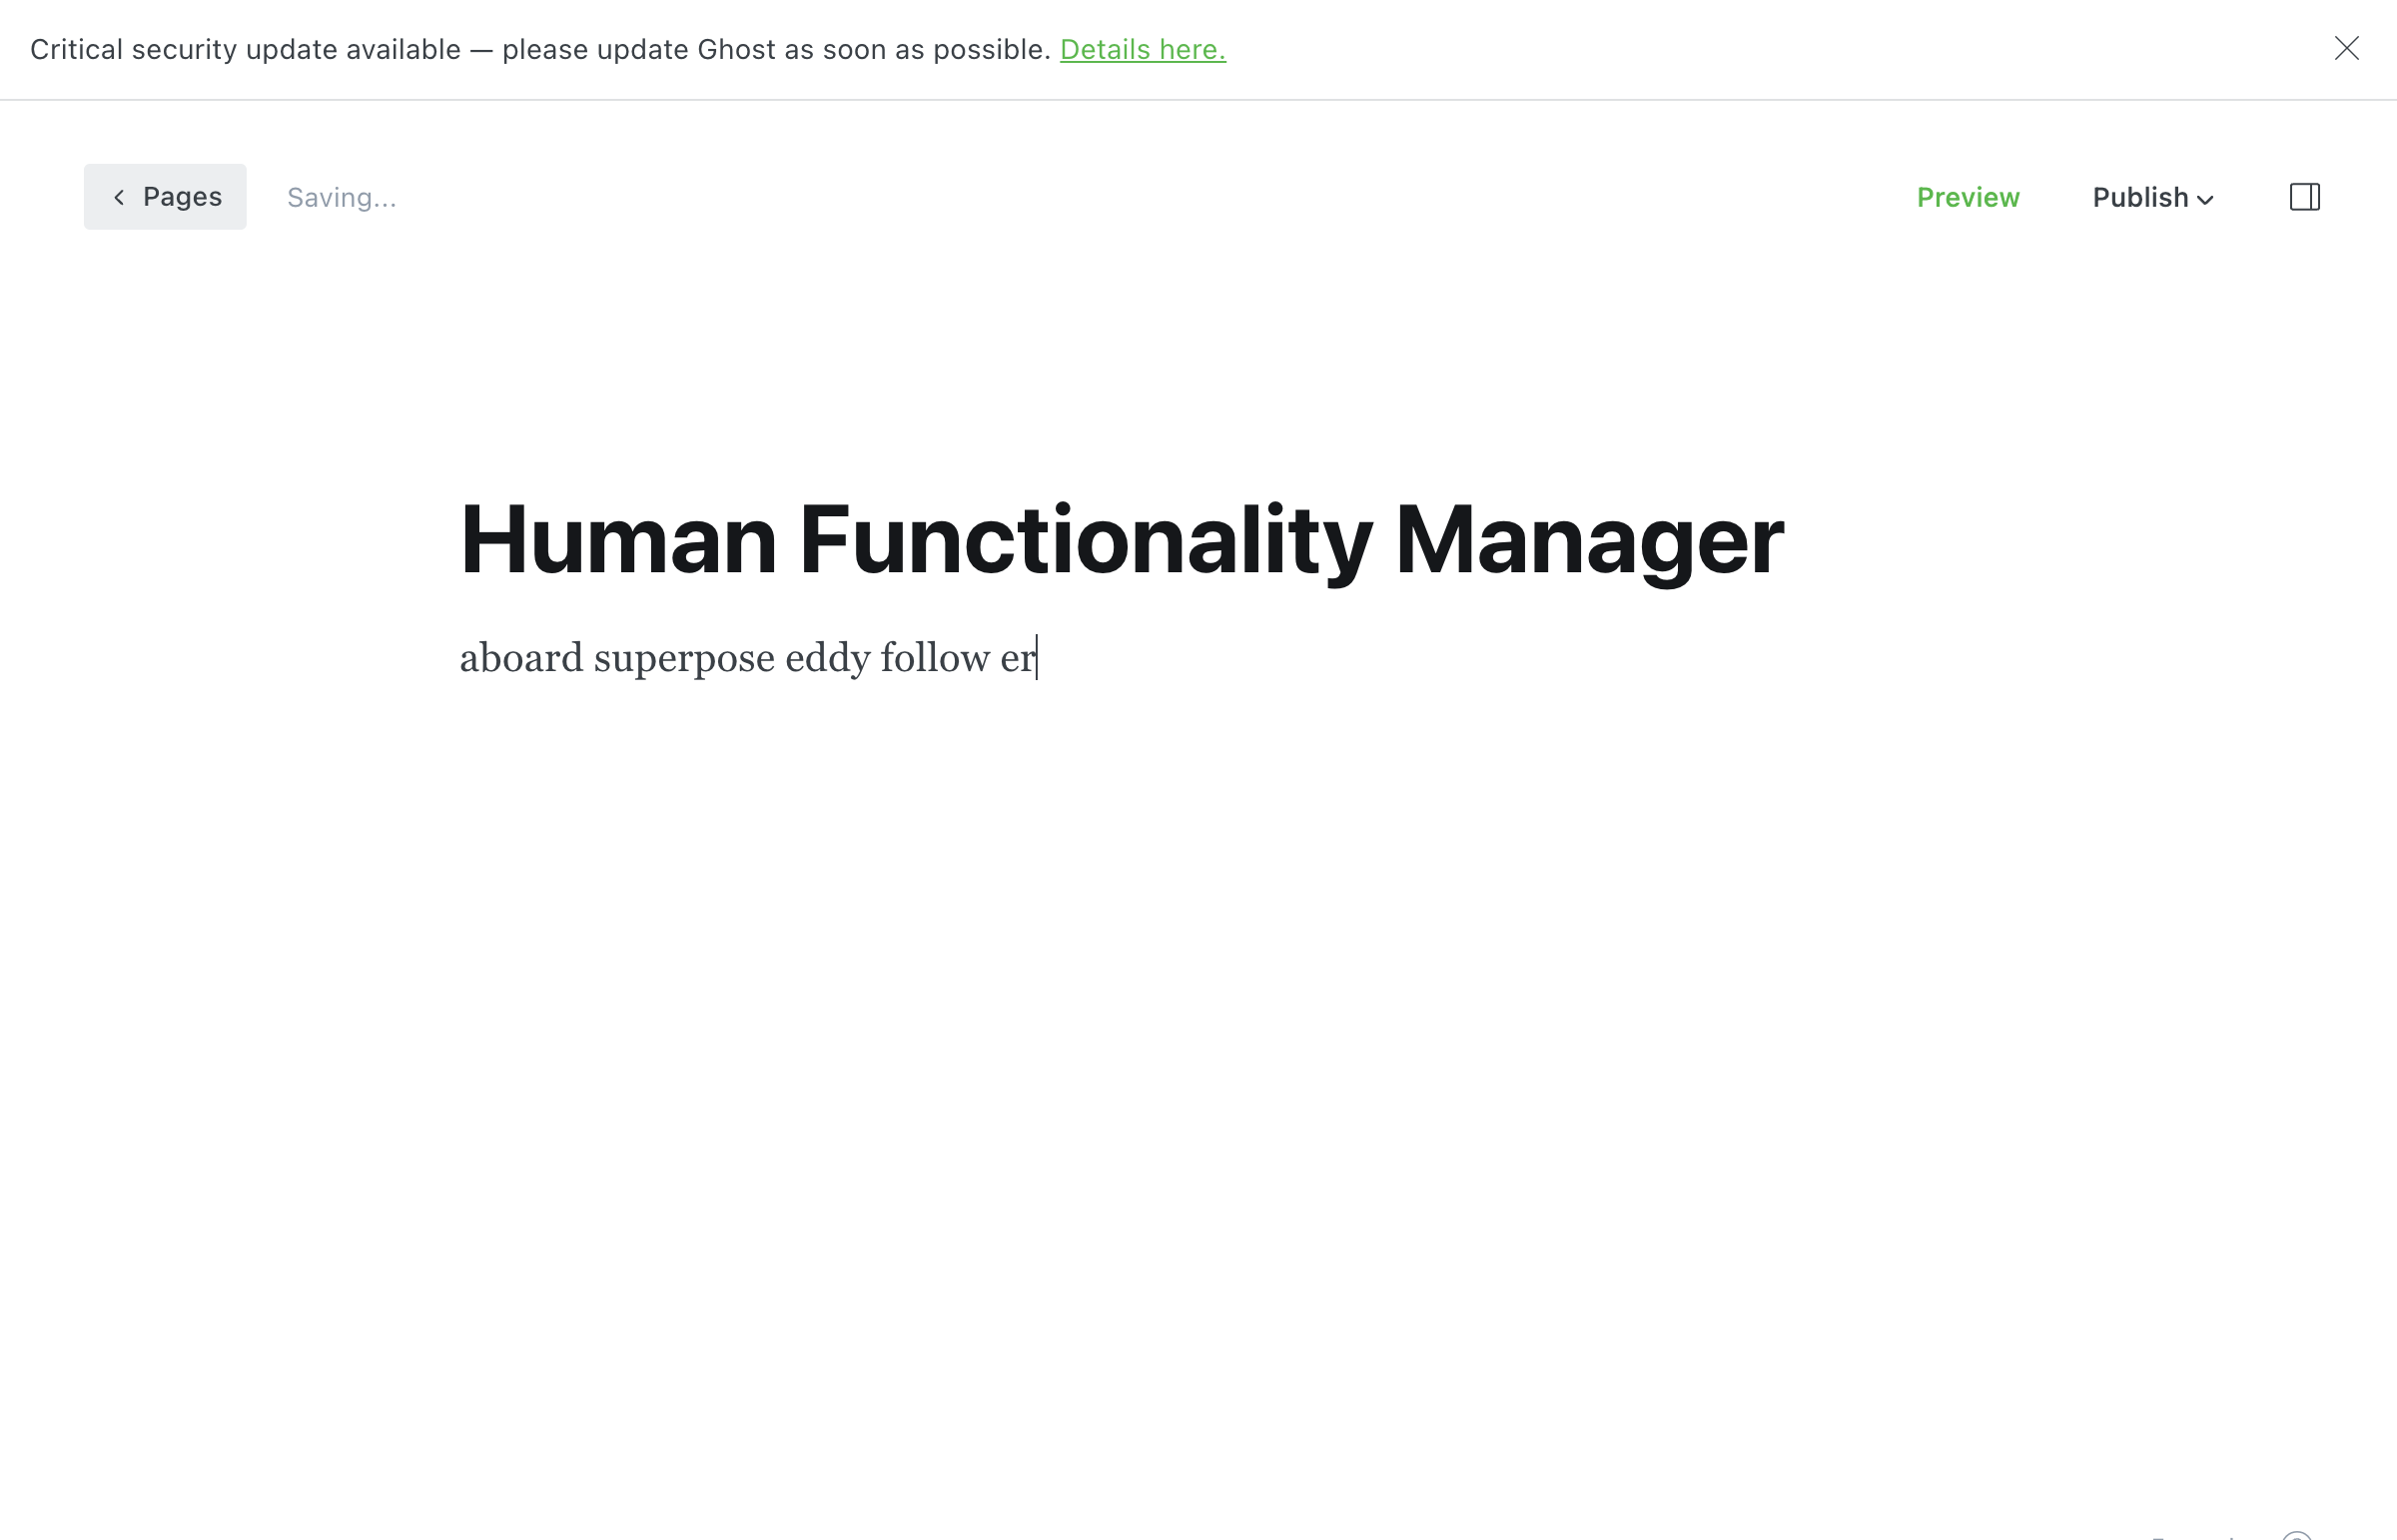 Critical security update available — please update Ghost as soon as possible. Details here.
Pages Saving... Preview Publish
Human Functionality Manager
aboard superpose eddy follow er